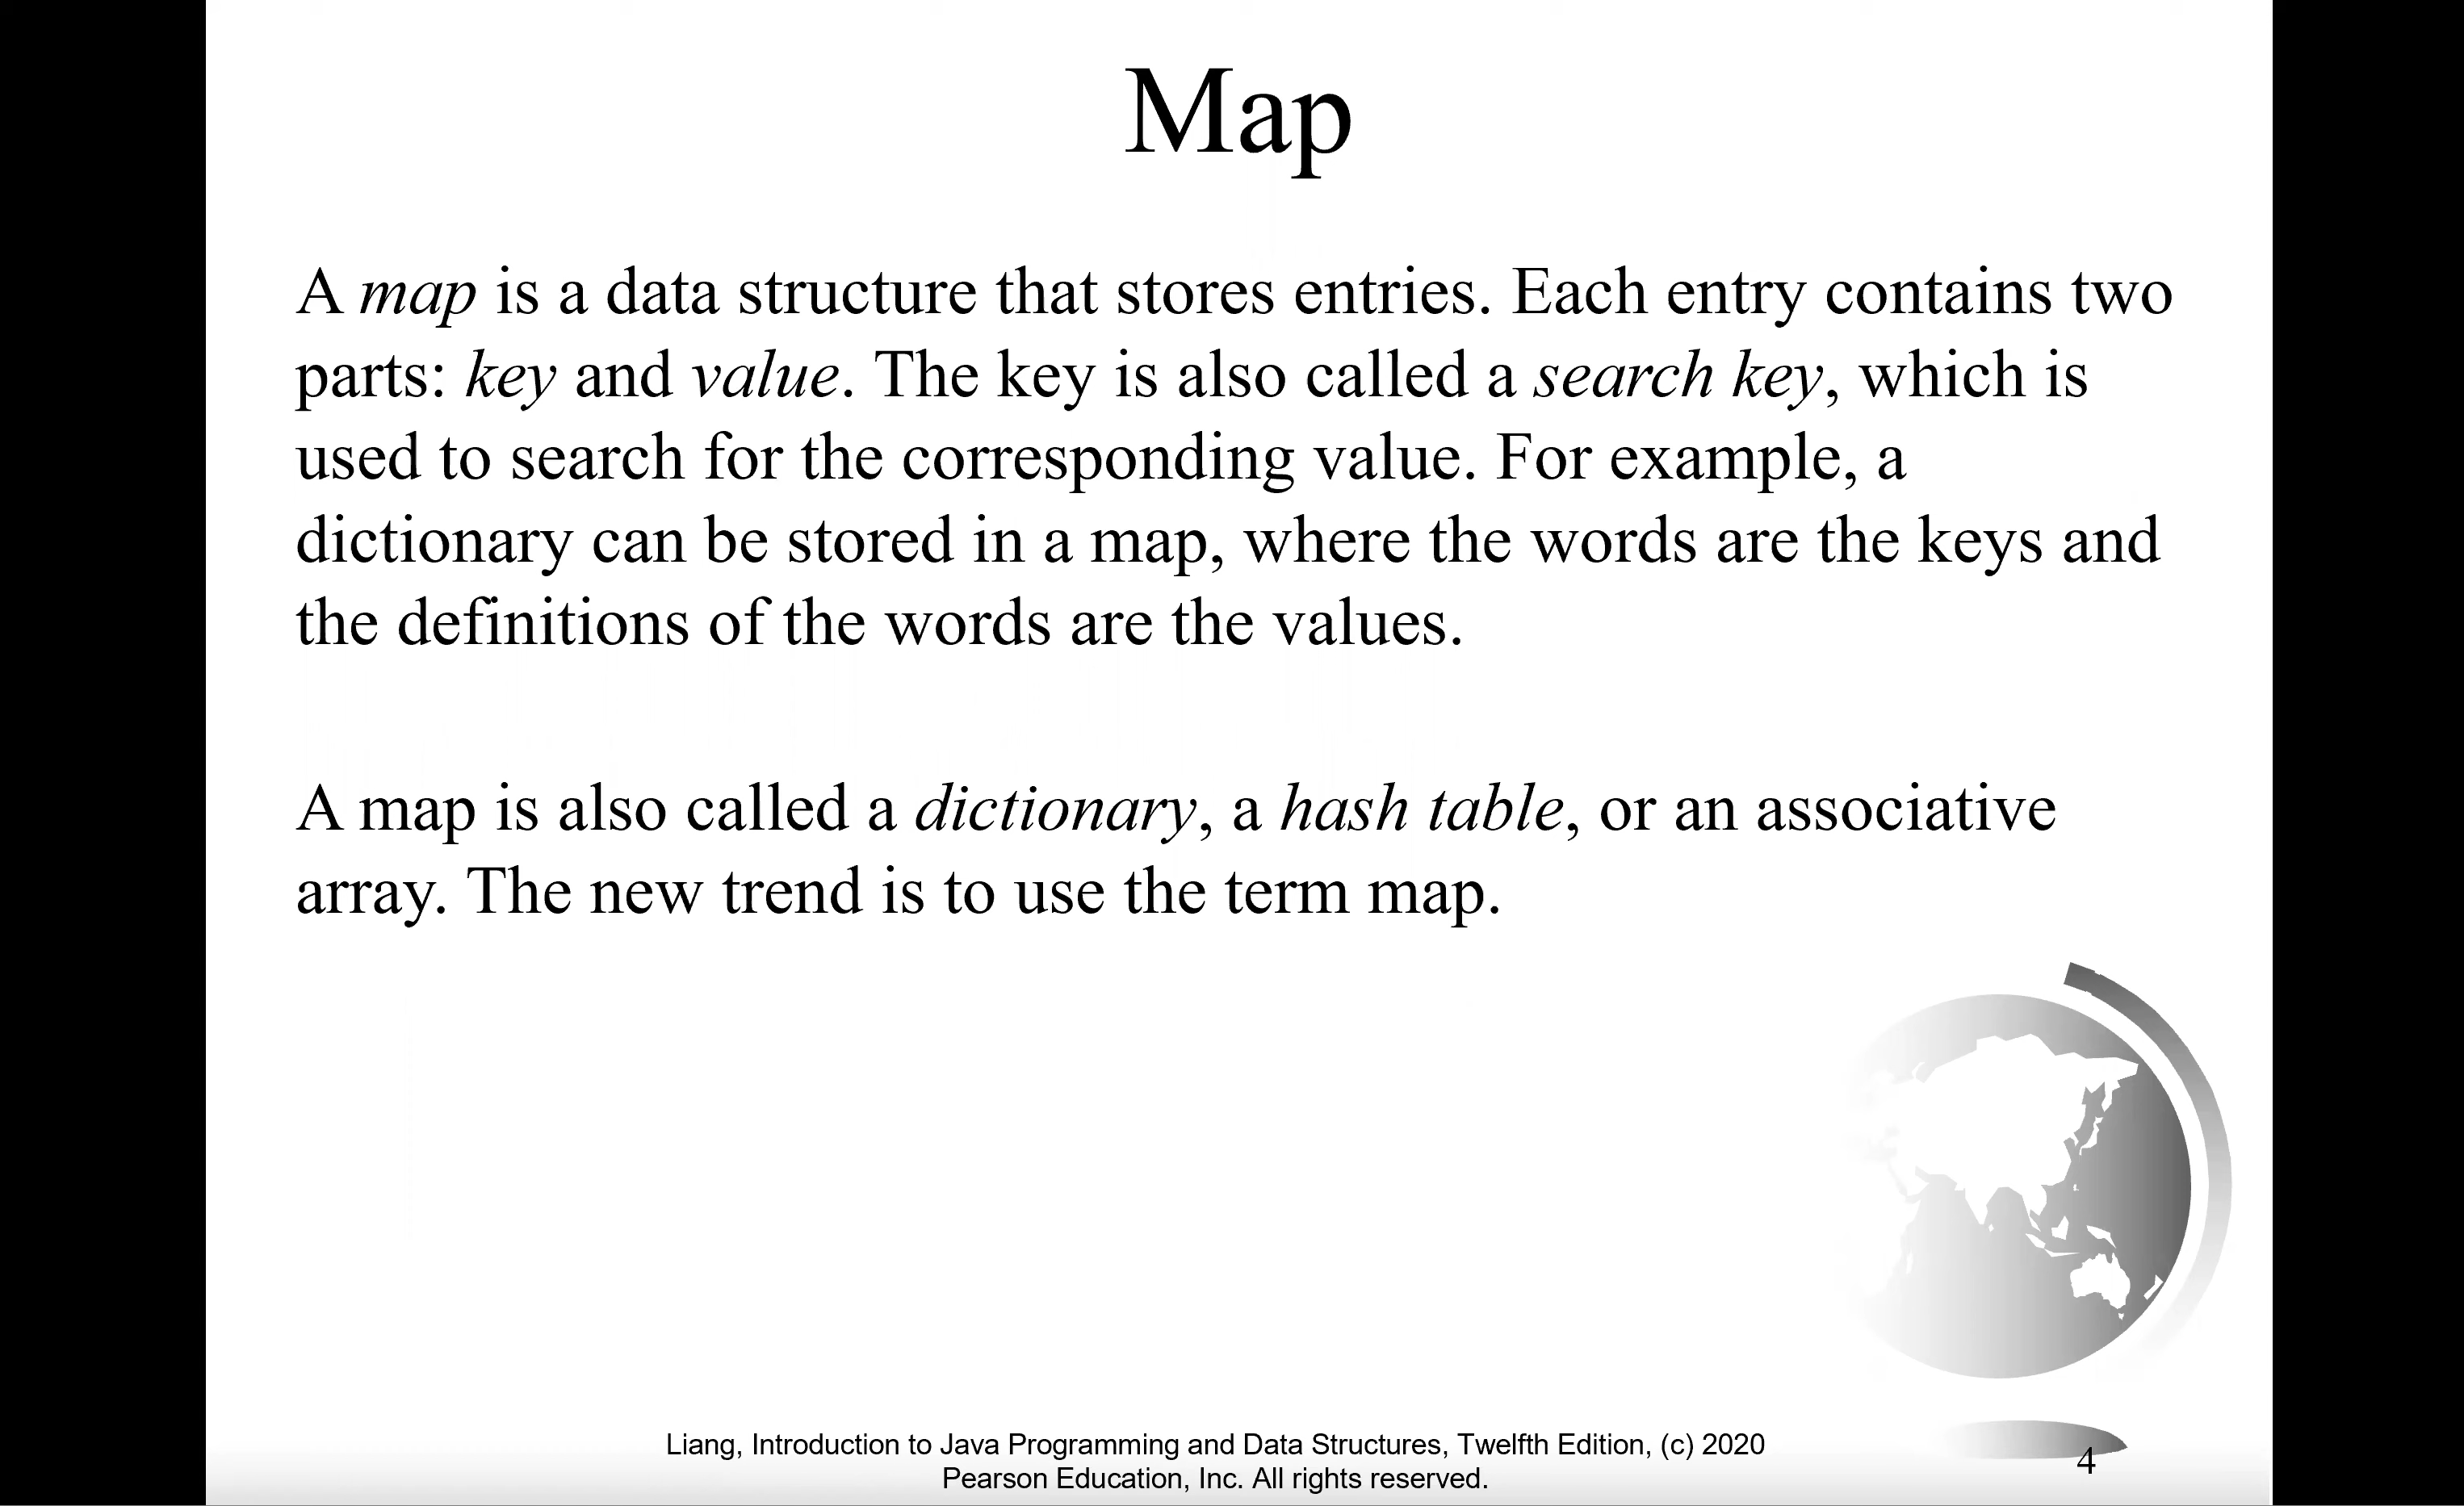 Map
A map is a data structure that stores entries. Each entry contains two
parts: key and value. The key is also called a search key, which is
used to search for the corresponding value. For example, a
dictionary can be stored in a map, where the words are the keys and
the definitions of the words are the values.
A map is also called a dictionary, a hash table, or an associative
array. The new trend is to use the term map.
Liang, Introduction to Java Programming and Data Structures, Twelfth Edition, (c) 2020
Pearson Education, Inc. All rights reserved.
4